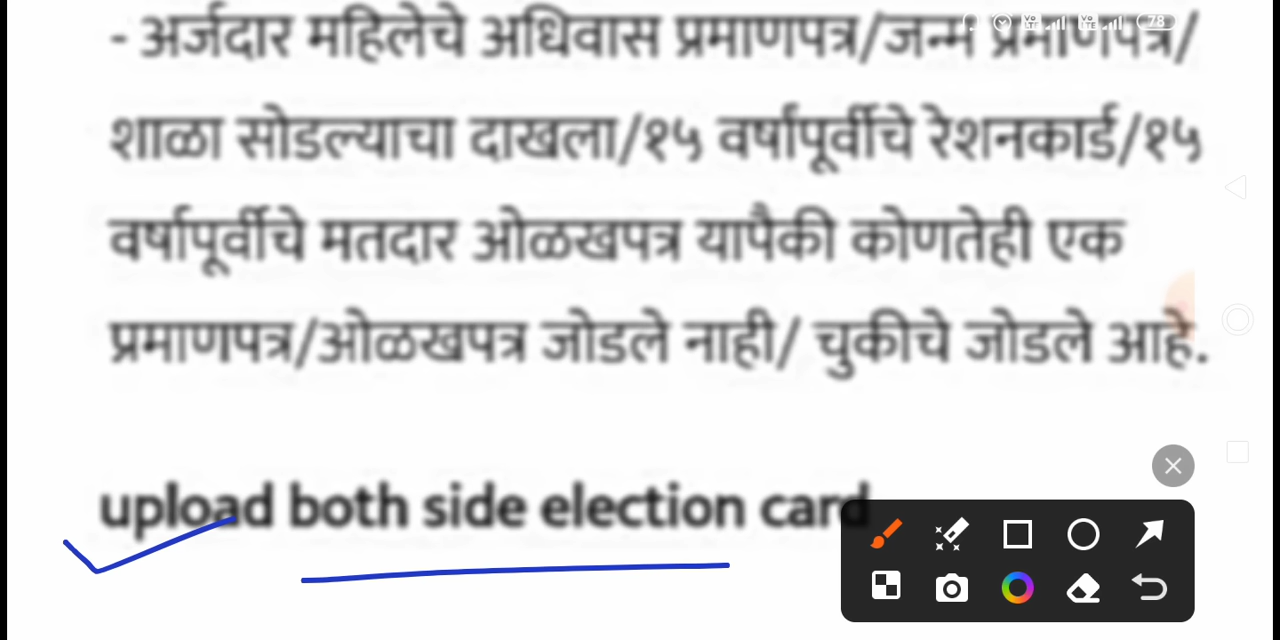 78
- अर्जदार महिलेचे अधिवास प्रमाणपत्र/जन्म प्रमाणपत्र/
शाळा सोडल्याचा दाखला/१५ वर्षापूर्वीचे रेशनकार्ड/१५
वर्षापूर्वीचे मतदार ओळखपत्र यापैकी कोणतेही एक
प्रमाणपत्र/ओळखपत्र जोडले नाही/ चुकीचे जोडले आहे.
upload both side election card